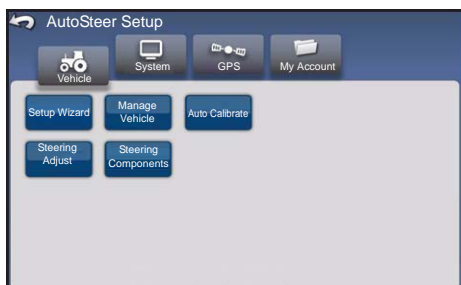 AutoSteer Setup
Vehicle
System
GPS
My Account
Setup Wizard
Manage
Vehicle
Auto Calibrate
Steering
Adjust
Steering
Components